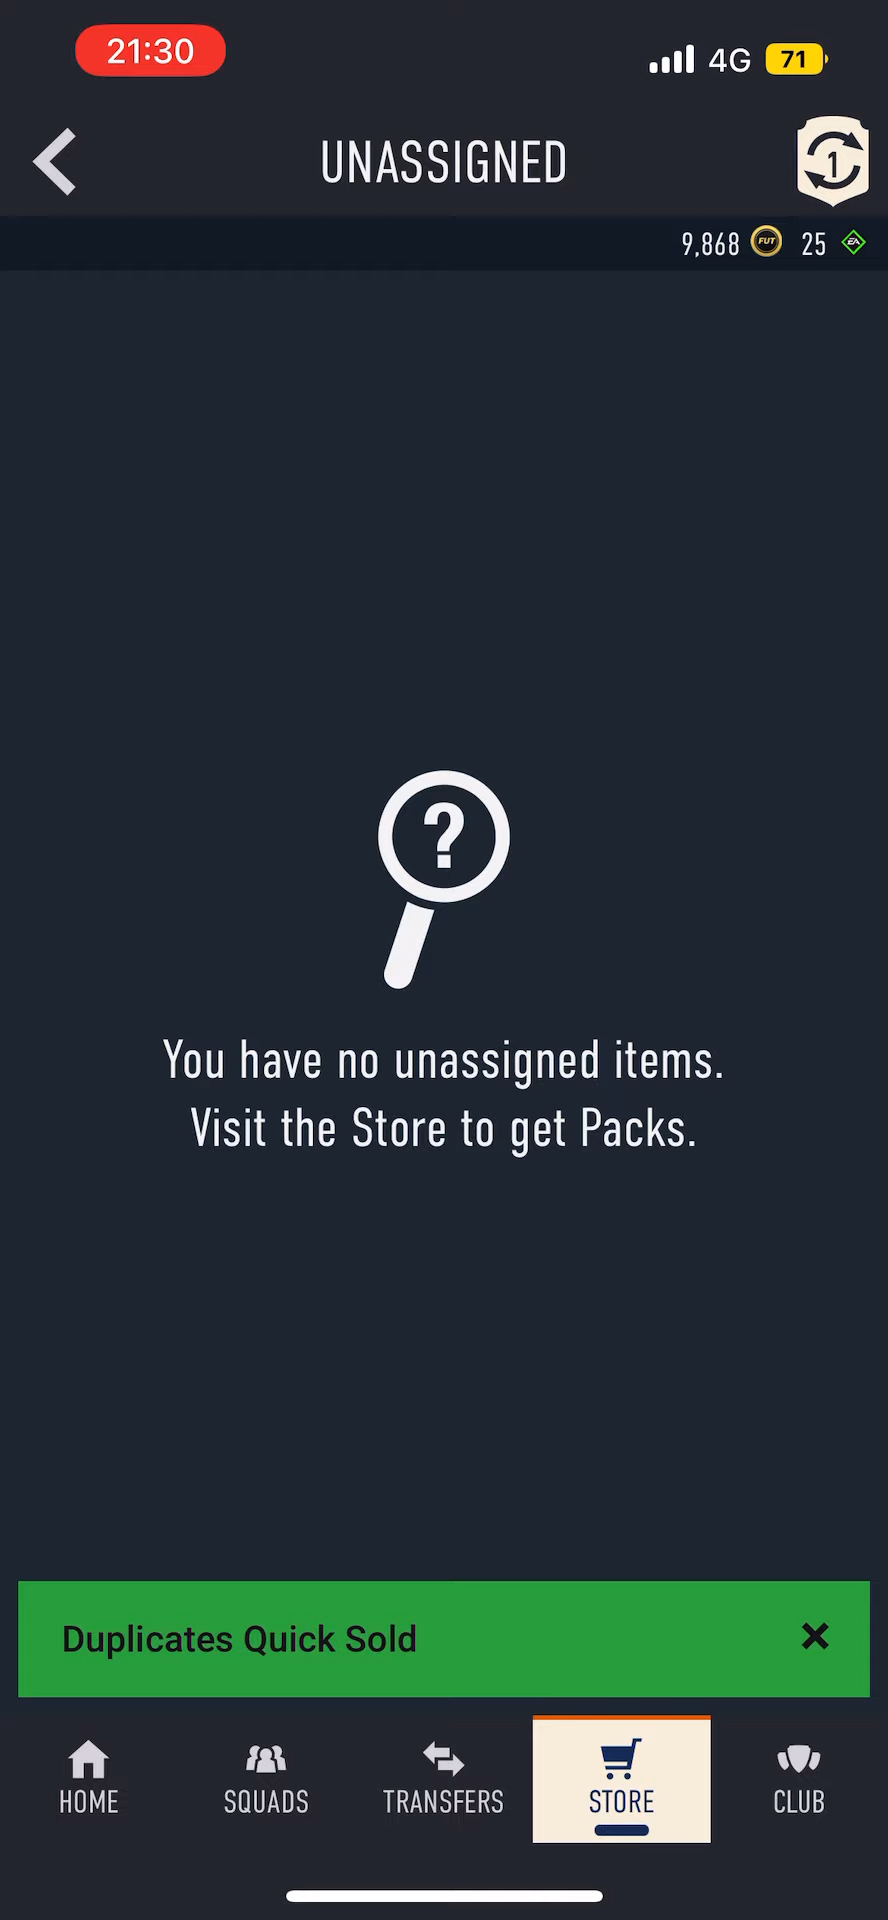 21:30
4G
71
UNASSIGNED
1
9,868 FUT 25 EA
?
You have no unassigned items.
Visit the Store to get Packs.
Duplicates Quick Sold
HOME
SQUADS
TRANSFERS
STORE
CLUB